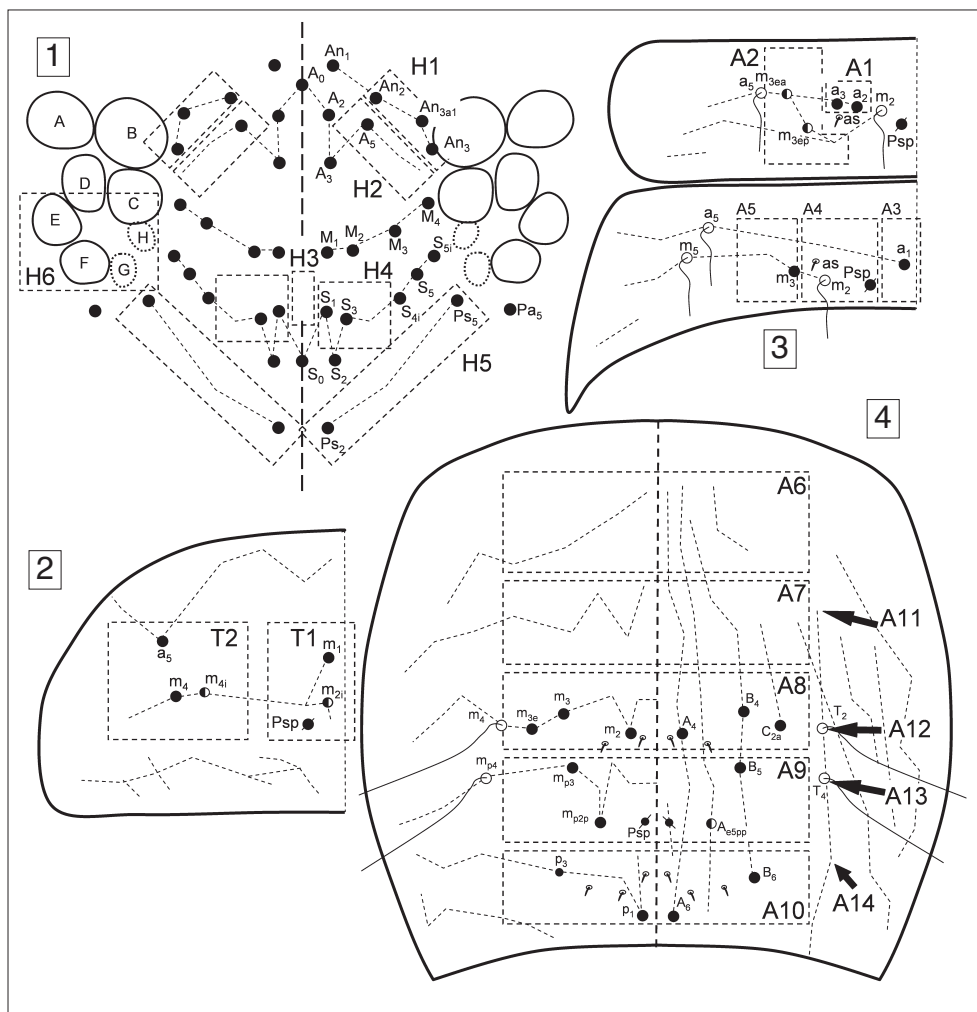 1
An1
A0
H1
An2
A2
An3a1
A5
An3
A3
H2
A
B
D
C
E
H
F
G
H6
M4
M3
M1
M2
S5i
H3
H4
S5
S1
S3
S4i
Ps5
Pa5
S0
S2
H5
Ps2
3
A2
A1
a5
m3ea
a3
a2
m2
as
m3ep
Psp
A5
A4
A3
a5
a1
m5
as
m3
m2
Psp
2
T2
T1
a5
m1
m4
m4i
m2i
Psp
4
A6
A7
A11
A8
m4
m3e
m3
m2
A4
B4
C2a
T2
A12
A9
mp4
mp3
B5
T4
A13
mp2p
Psp
Ae5pp
p3
B6
A10
p1
A6
A14